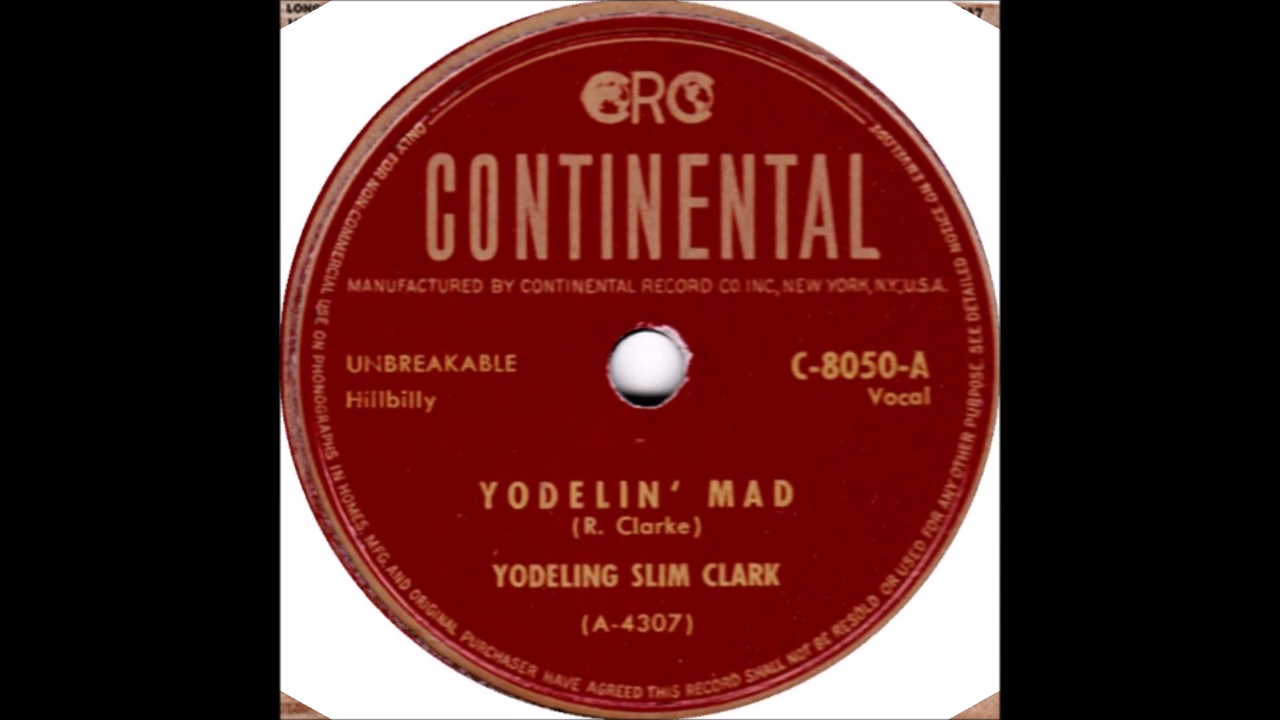 LONG
CRC
CONTINENTAL
MANUFACTURED BY CONTINENTAL RECORD CO. INC., NEW YORK, N.Y., U.S.A.
UNBREAKABLE
Hillbilly
C-8050-A
Vocal
YODELIN' MAD
(R. Clarke)
YODELING SLIM CLARK
(A-4307)
ONLY FOR NON-COMMERCIAL USE ON PHONOGRAPHS IN HOMES. MFG. AND ORIGINAL PURCHASER HAVE AGREED THIS RECORD SHALL NOT BE RESOLD OR USED FOR ANY OTHER PURPOSE. SEE DETAILED NOTICE ON ENVELOPE